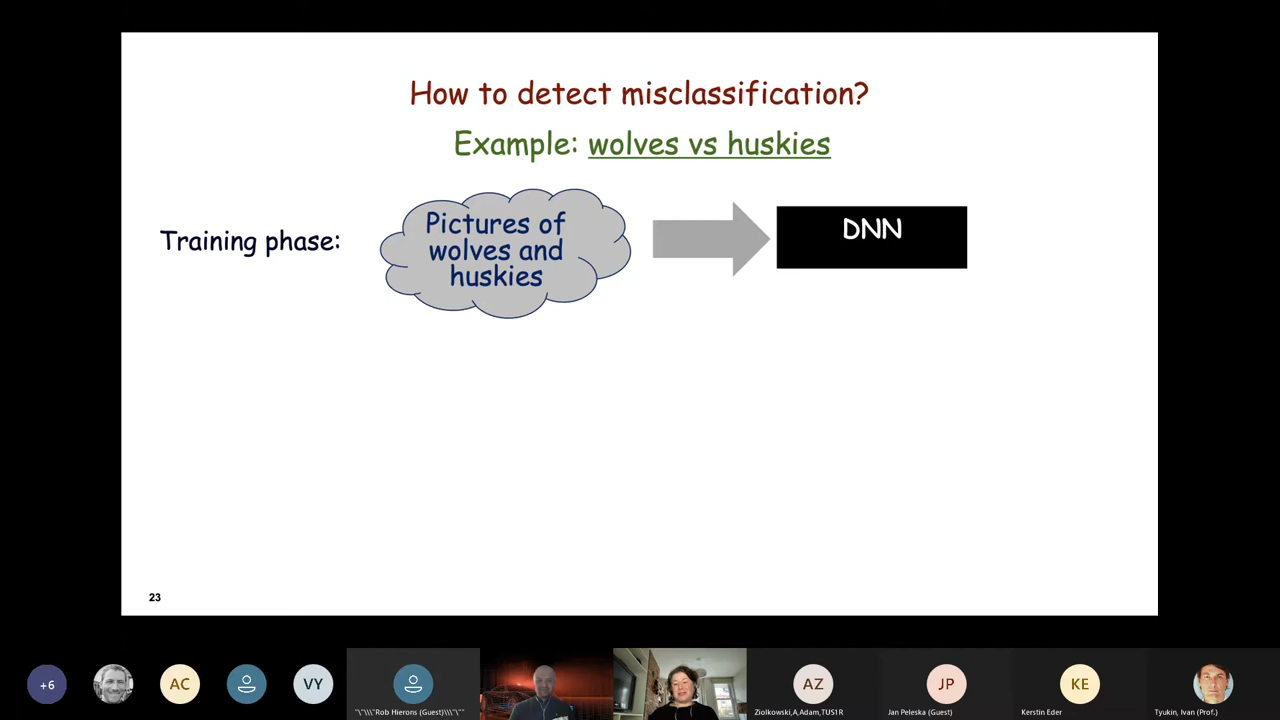 How to detect misclassification?
Example: wolves vs huskies
Training phase:
Pictures of
wolves and
huskies
DNN
23
+6
AC
VY
"\"\\\"Rob Hierons (Guest)\\\"\""
AZ
Ziolkowski,A,Adam,TUS1R
JP
Jan Peleska (Guest)
KE
Kerstin Eder
Tyukin, Ivan (Prof.)